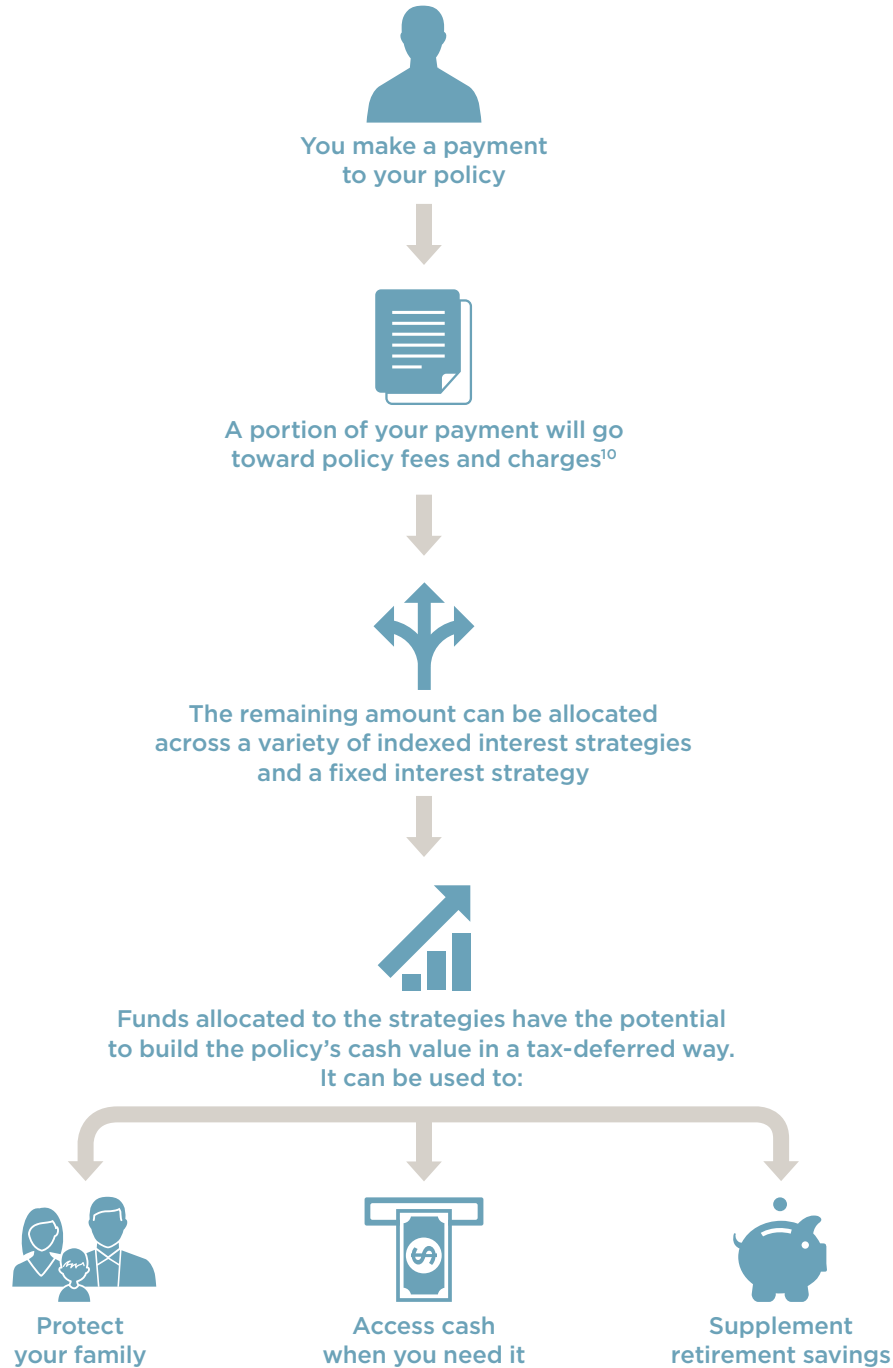 You make a payment
to your policy
A portion of your payment will go
toward policy fees and charges¹⁰
The remaining amount can be allocated
across a variety of indexed interest strategies
and a fixed interest strategy
Funds allocated to the strategies have the potential
to build the policy’s cash value in a tax-deferred way.
It can be used to:
$
Protect
your family
Access cash
when you need it
Supplement
retirement savings